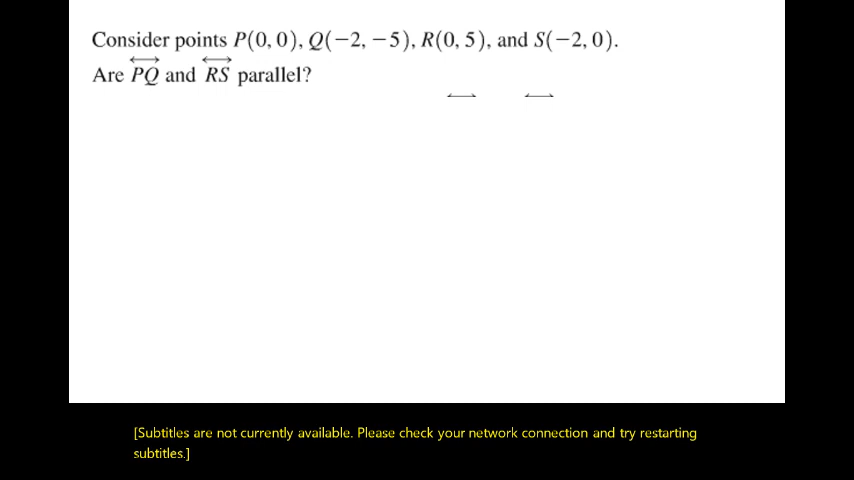 Consider points P(0, 0), Q(−2, −5), R(0, 5), and S(−2, 0).
Are PQ and RS parallel?
[Subtitles are not currently available. Please check your network connection and try restarting
subtitles.]